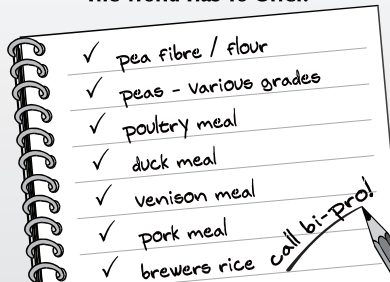 The World Has To Offer
✓ pea fibre / flour
✓ peas - various grades
✓ poultry meal
✓ duck meal
✓ venison meal
✓ pork meal
✓ brewers rice
call bi-pro!